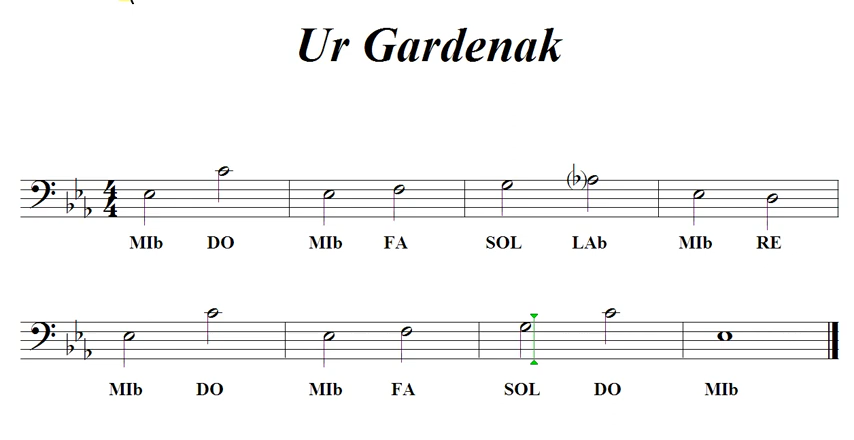 Ur Gardenak
MIb DO MIb FA SOL LAb MIb RE
MIb DO MIb FA SOL DO MIb